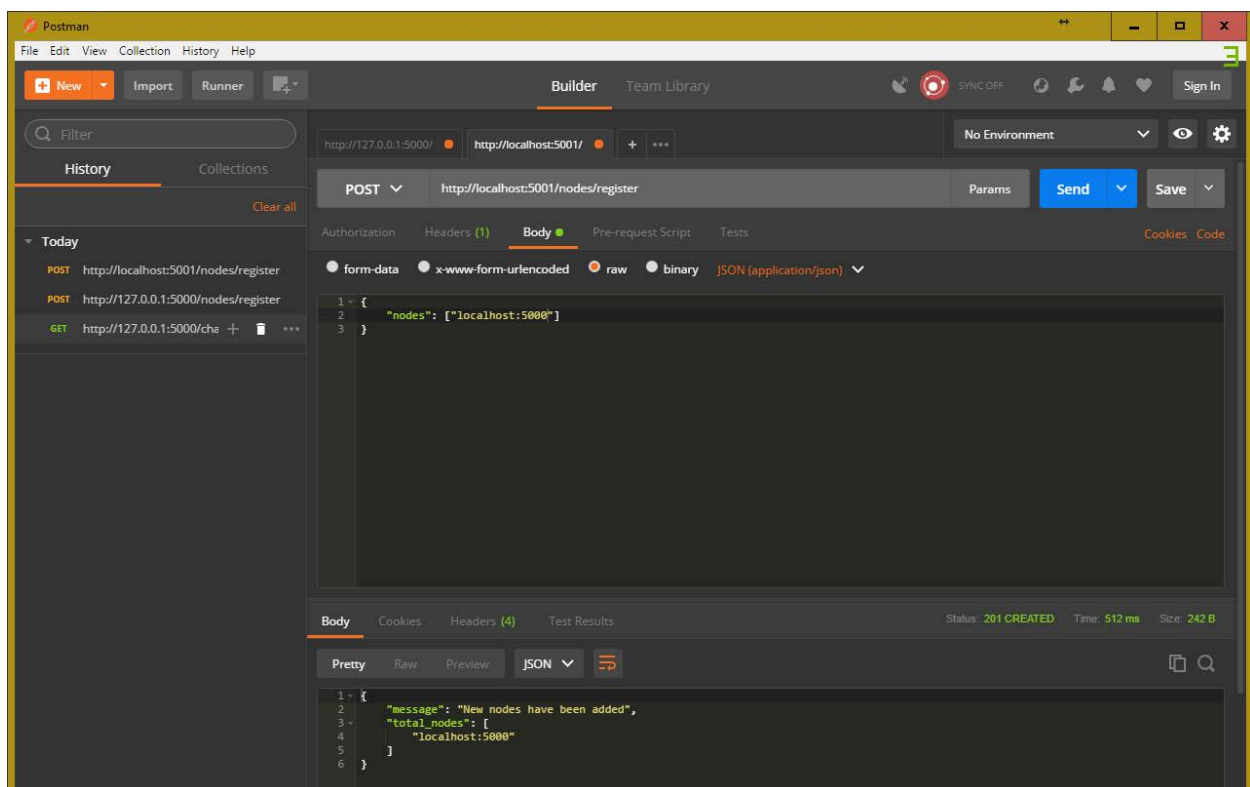 Postman
File Edit View Collection History Help
3
New Import Runner Builder Team Library SYNC OFF Sign In
Filter
History Collections
Clear all
Today
POST http://localhost:5001/nodes/register
POST http://127.0.0.1:5000/nodes/register
GET http://127.0.0.1:5000/cha
http://127.0.0.1:5000/ http://localhost:5001/ + ••• No Environment
POST http://localhost:5001/nodes/register Params Send Save
Authorization Headers (1) Body Pre-request Script Tests Cookies Code
form-data x-www-form-urlencoded raw binary JSON (application/json)
1 {
2 "nodes": ["localhost:5000"]
3 }
Body Cookies Headers (4) Test Results Status: 201 CREATED Time: 512 ms Size: 242 B
Pretty Raw Preview JSON
1 {
2 "message": "New nodes have been added",
3 "total_nodes": [
4 "localhost:5000"
5 ]
6 }